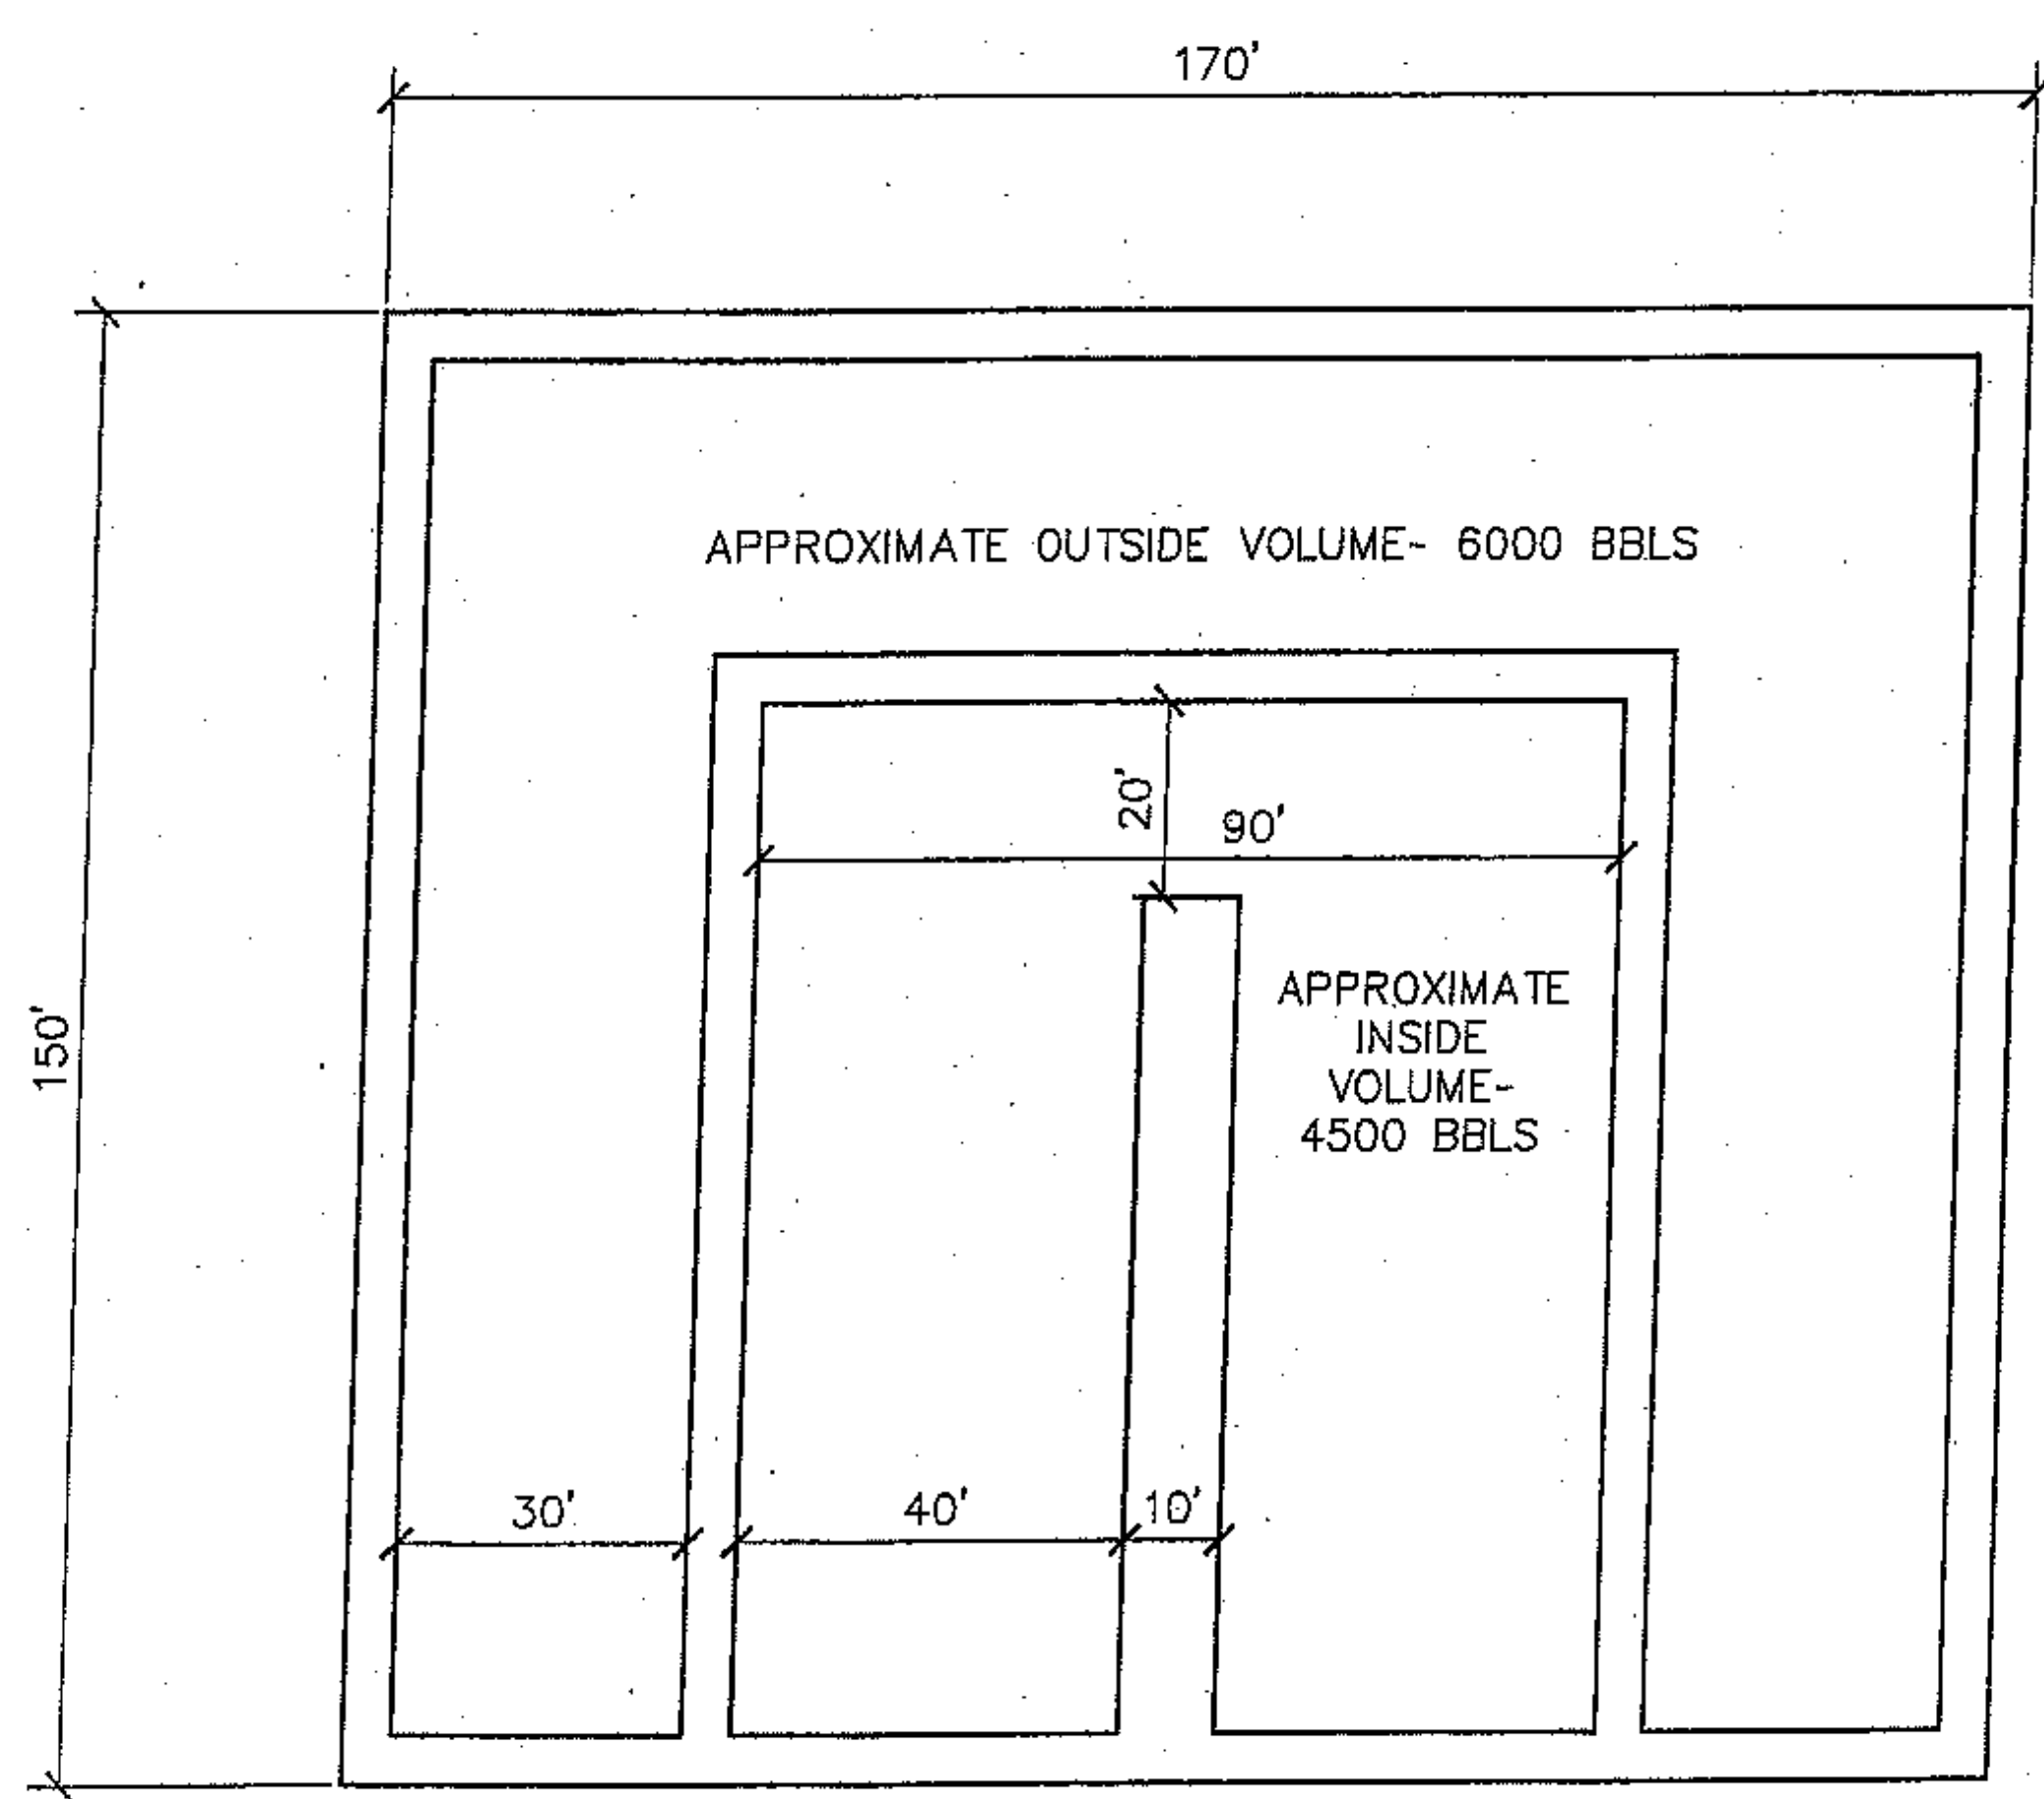 170'
APPROXIMATE OUTSIDE VOLUME- 6000 BBLS
20'
90'
APPROXIMATE
INSIDE
VOLUME-
4500 BBLS
150'
30'
40'
10'